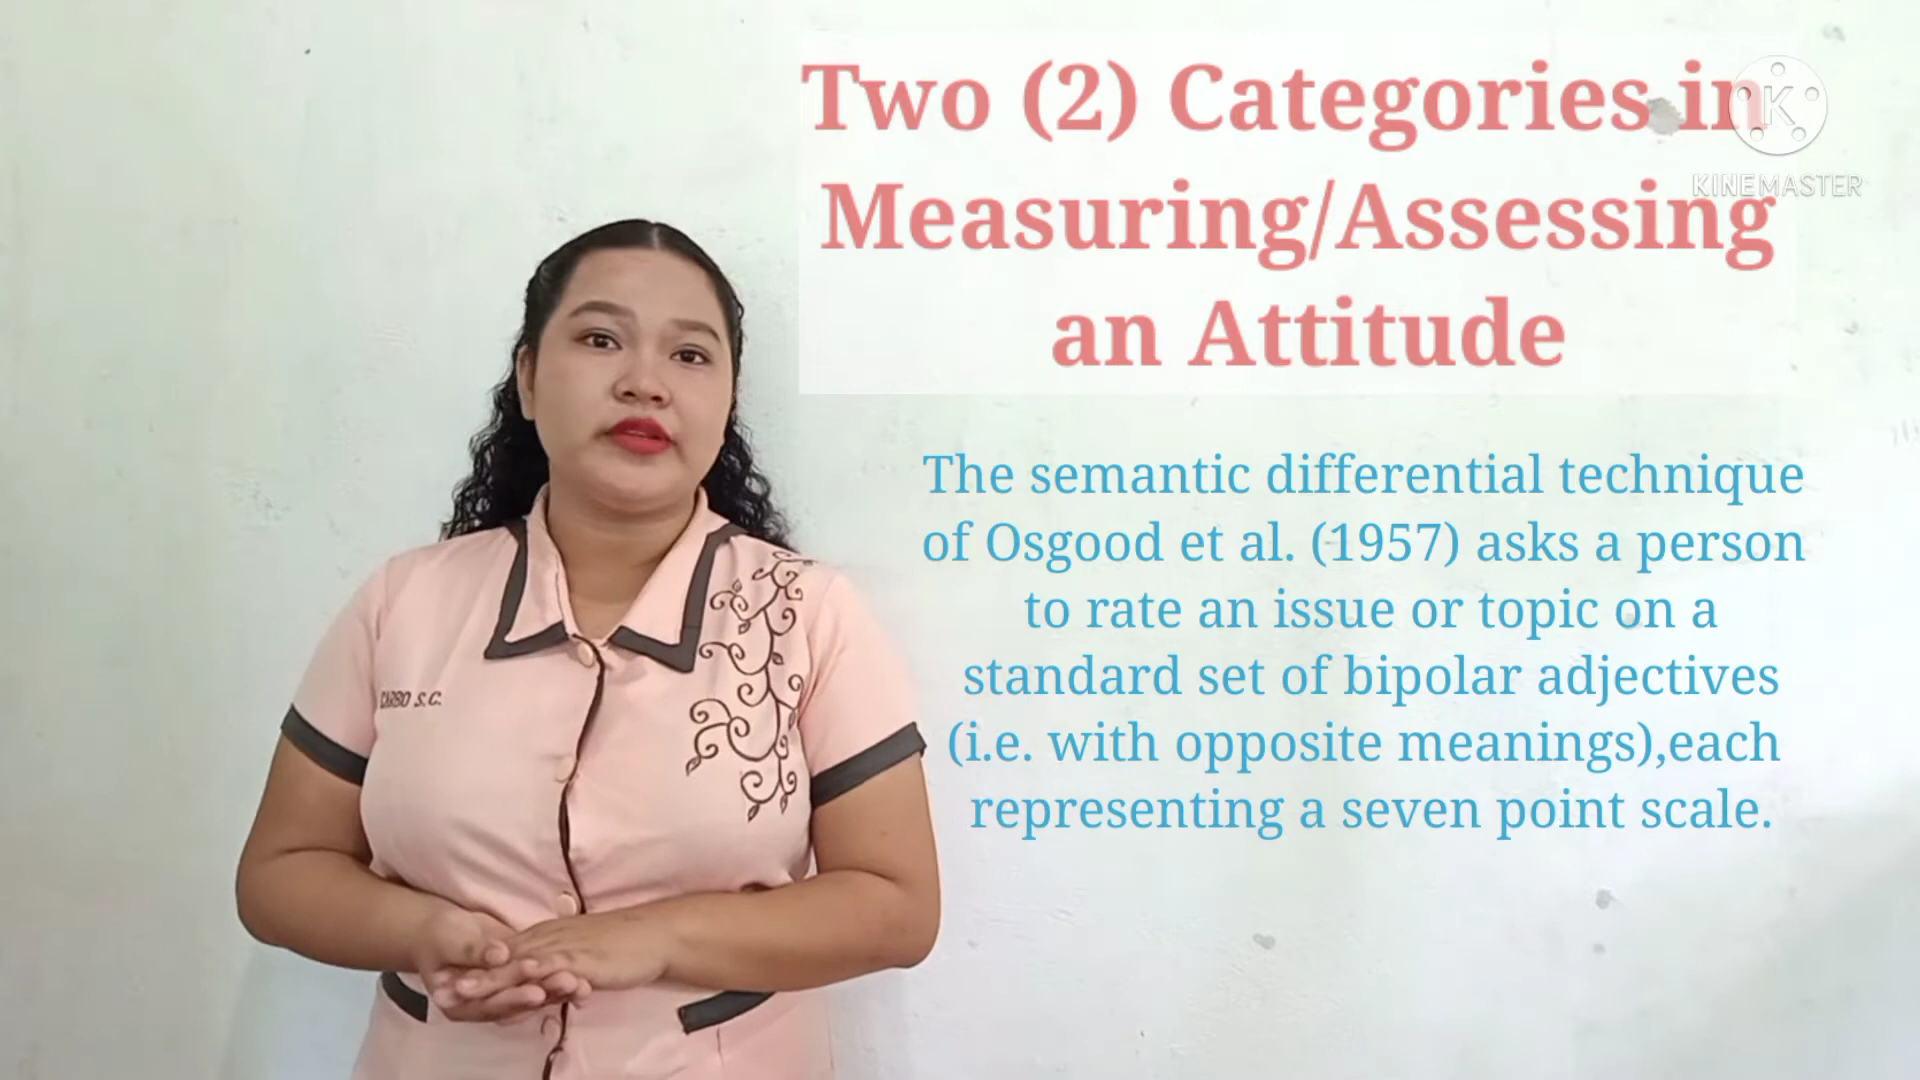 Two (2) Categories in
Measuring/Assessing
an Attitude
K
KINEMASTER
The semantic differential technique
of Osgood et al. (1957) asks a person
to rate an issue or topic on a
standard set of bipolar adjectives
(i.e. with opposite meanings),each
representing a seven point scale.
CARBO S.C.